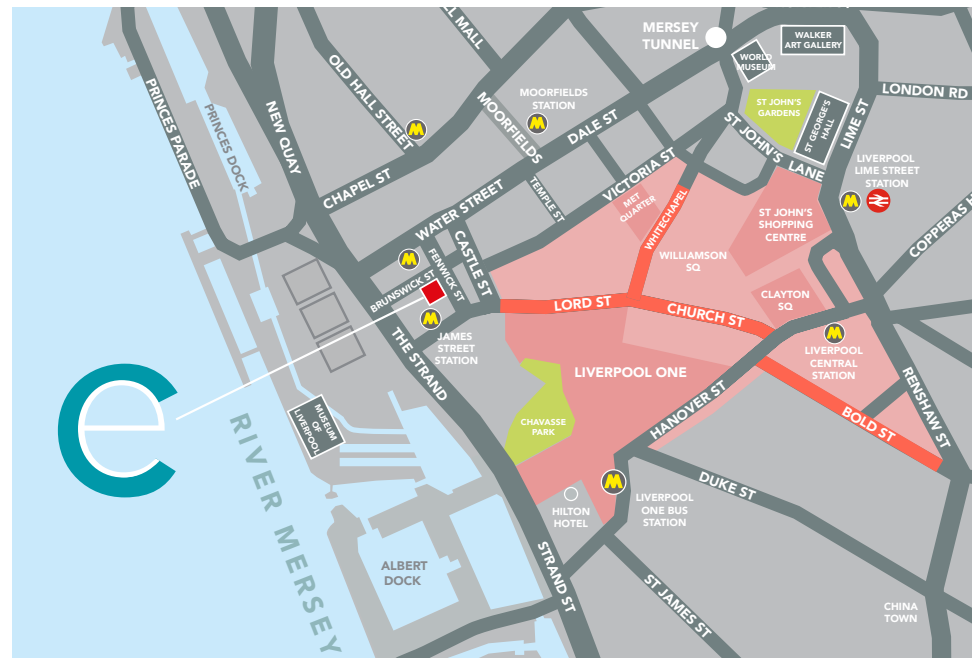 MERSEY
TUNNEL
WALKER
ART GALLERY
WORLD
MUSEUM
LL MALL
OLD HALL STREET
MOORFIELDS
STATION
MOORFIELDS
DALE ST
ST JOHN'S
GARDENS
ST GEORGE'S
HALL
LIME ST
LONDON RD
PRINCES PARADE
PRINCES DOCK
NEW QUAY
CHAPEL ST
ST JOHN'S LANE
LIVERPOOL
LIME STREET
STATION
VICTORIA ST
TEMPLE ST
WATER STREET
MET
QUARTER
WHITECHAPEL
ST JOHN'S
SHOPPING
CENTRE
COPPERAS H
WILLIAMSON
SQ
CASTLE ST
FENWICK ST
BRUNSWICK ST
CLAYTON
SQ
LORD ST
CHURCH ST
JAMES
STREET
STATION
THE STRAND
LIVERPOOL
CENTRAL
STATION
LIVERPOOL ONE
HANOVER ST
RENSHAW ST
BOLD ST
e
CHAVASSE
PARK
MUSEUM
OF
LIVERPOOL
RIVER MERSEY
DUKE ST
LIVERPOOL
ONE BUS
STATION
HILTON
HOTEL
ALBERT
DOCK
STRAND ST
ST JAMES ST
CHINA
TOWN